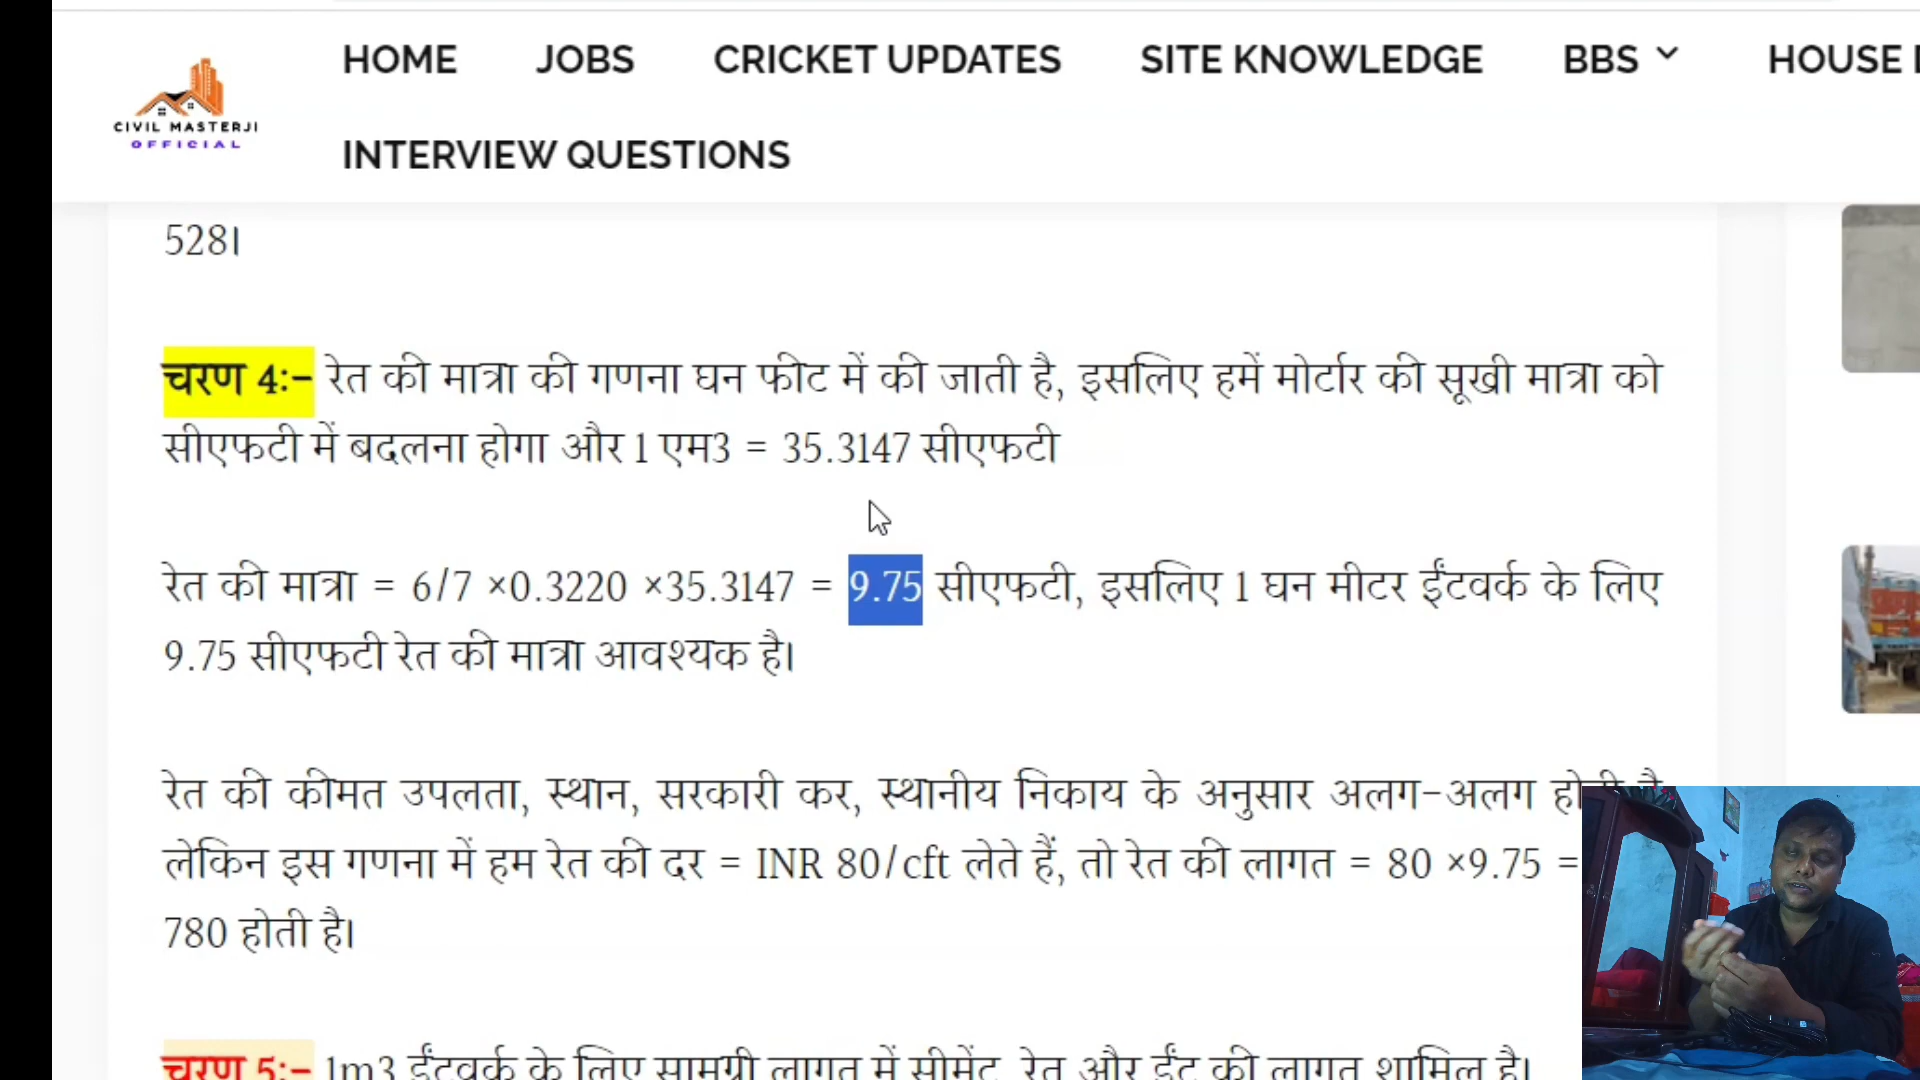 HOME JOBS CRICKET UPDATES SITE KNOWLEDGE BBS HOUSE
CIVIL MASTERJI
OFFICIAL
INTERVIEW QUESTIONS
528।
चरण 4:- रेत की मात्रा की गणना घन फीट में की जाती है, इसलिए हमें मोर्टार की सूखी मात्रा को
सीएफटी में बदलना होगा और 1 एम3 = 35.3147 सीएफटी
रेत की मात्रा = 6/7 ×0.3220 ×35.3147 = 9.75 सीएफटी, इसलिए 1 घन मीटर ईंटवर्क के लिए
9.75 सीएफटी रेत की मात्रा आवश्यक है।
रेत की कीमत उपलता, स्थान, सरकारी कर, स्थानीय निकाय के अनुसार अलग-अलग होती है
लेकिन इस गणना में हम रेत की दर = INR 80/cft लेते हैं, तो रेत की लागत = 80 ×9.75 =
780 होती है।
चरण 5:- 1m3 ईंटवर्क के लिए सामग्री लागत में सीमेंट, रेत और ईंट की लागत शामिल है।